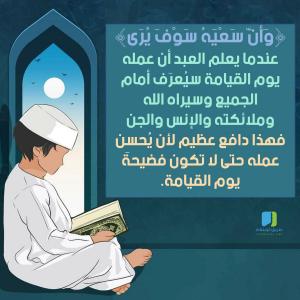 ﴿وَأَنَّ سَعْيَهُ سَوْفَ يُرَى﴾
عندما يعلم العبد أن عمله
يوم القيامة سيُعرَف أمام
الجميع وسيراه الله
وملائكته والإنس والجن
فهذا دافع عظيم لأن يُحسن
عمله حتى لا تكون فضيحة
يوم القيامة.